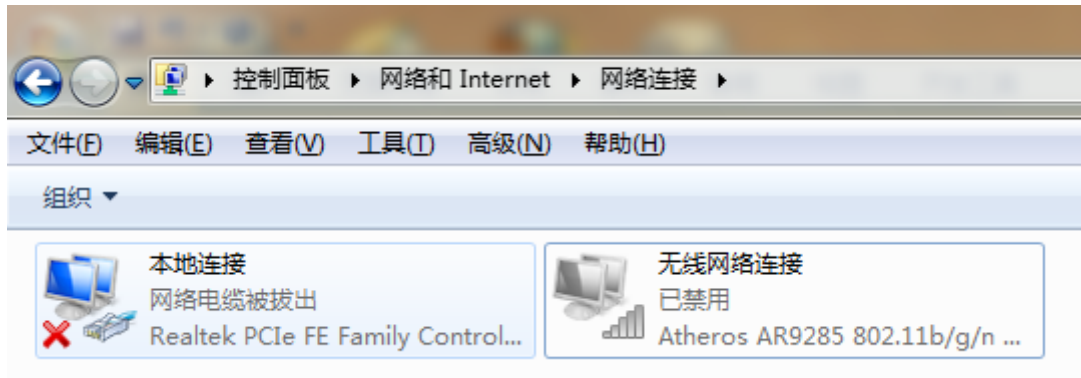 控制面板 ▸ 网络和 Internet ▸ 网络连接 ▸
文件(F) 编辑(E) 查看(V) 工具(T) 高级(N) 帮助(H)
组织
本地连接
网络电缆被拔出
Realtek PCIe FE Family Control...
无线网络连接
已禁用
Atheros AR9285 802.11b/g/n ...